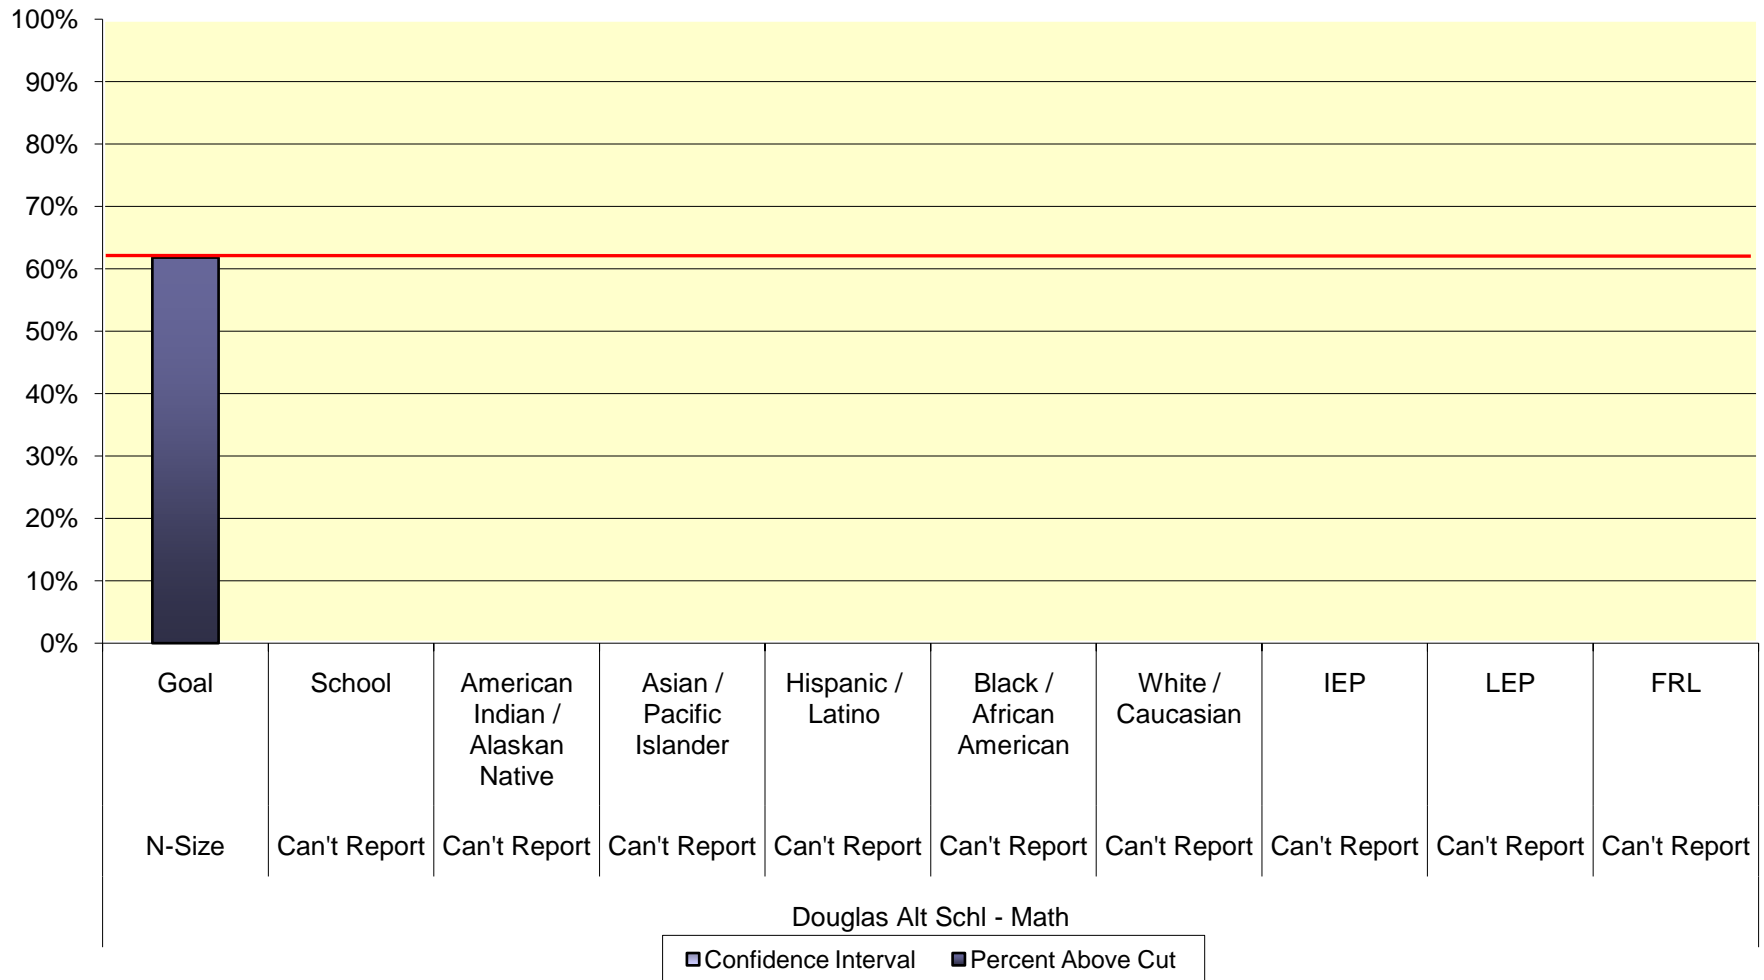 100%
90%
80%
70%
60%
50%
40%
30%
20%
10%
0%
Goal
School
American
Indian /
Alaskan
Native
Asian /
Pacific
Islander
Hispanic /
Latino
Black /
African
American
White /
Caucasian
IEP
LEP
FRL
N-Size
Can't Report
Can't Report
Can't Report
Can't Report
Can't Report
Can't Report
Can't Report
Can't Report
Can't Report
Douglas Alt Schl - Math
Confidence Interval
Percent Above Cut